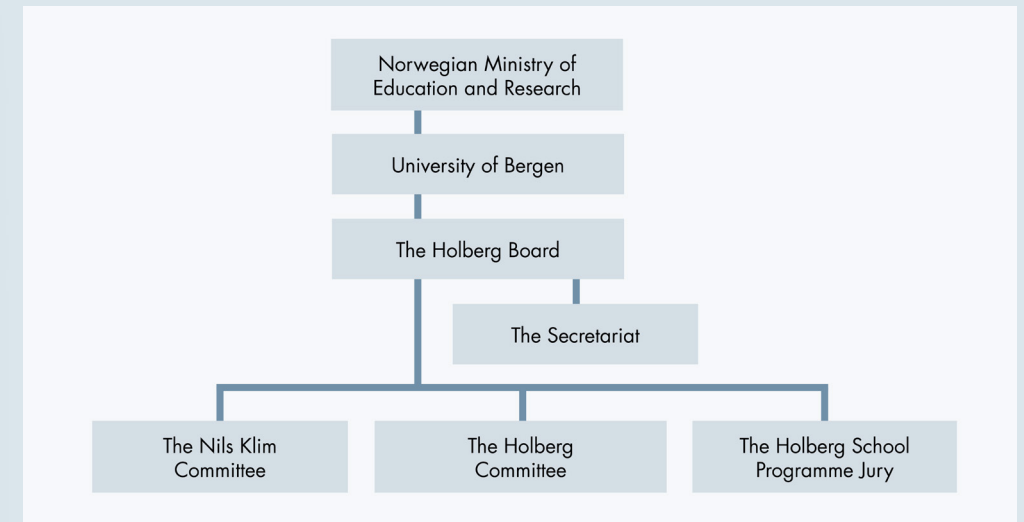 Norwegian Ministry of
Education and Research
University of Bergen
The Holberg Board
The Secretariat
The Nils Klim
Committee
The Holberg
Committee
The Holberg School
Programme Jury